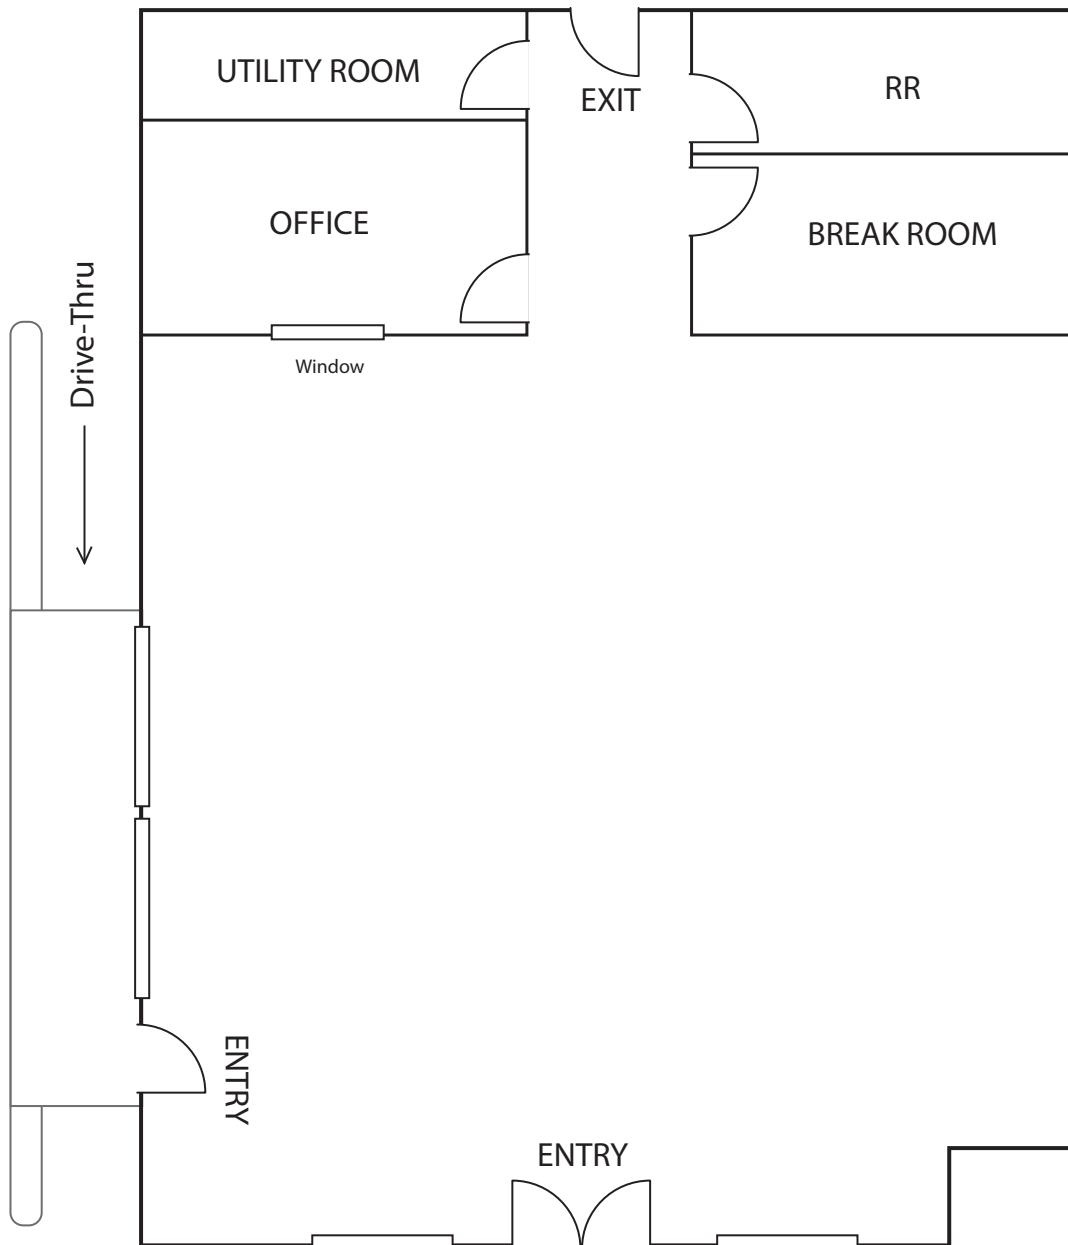 UTILITY ROOM
EXIT
RR
OFFICE
BREAK ROOM
Drive-Thru
Window
ENTRY
ENTRY